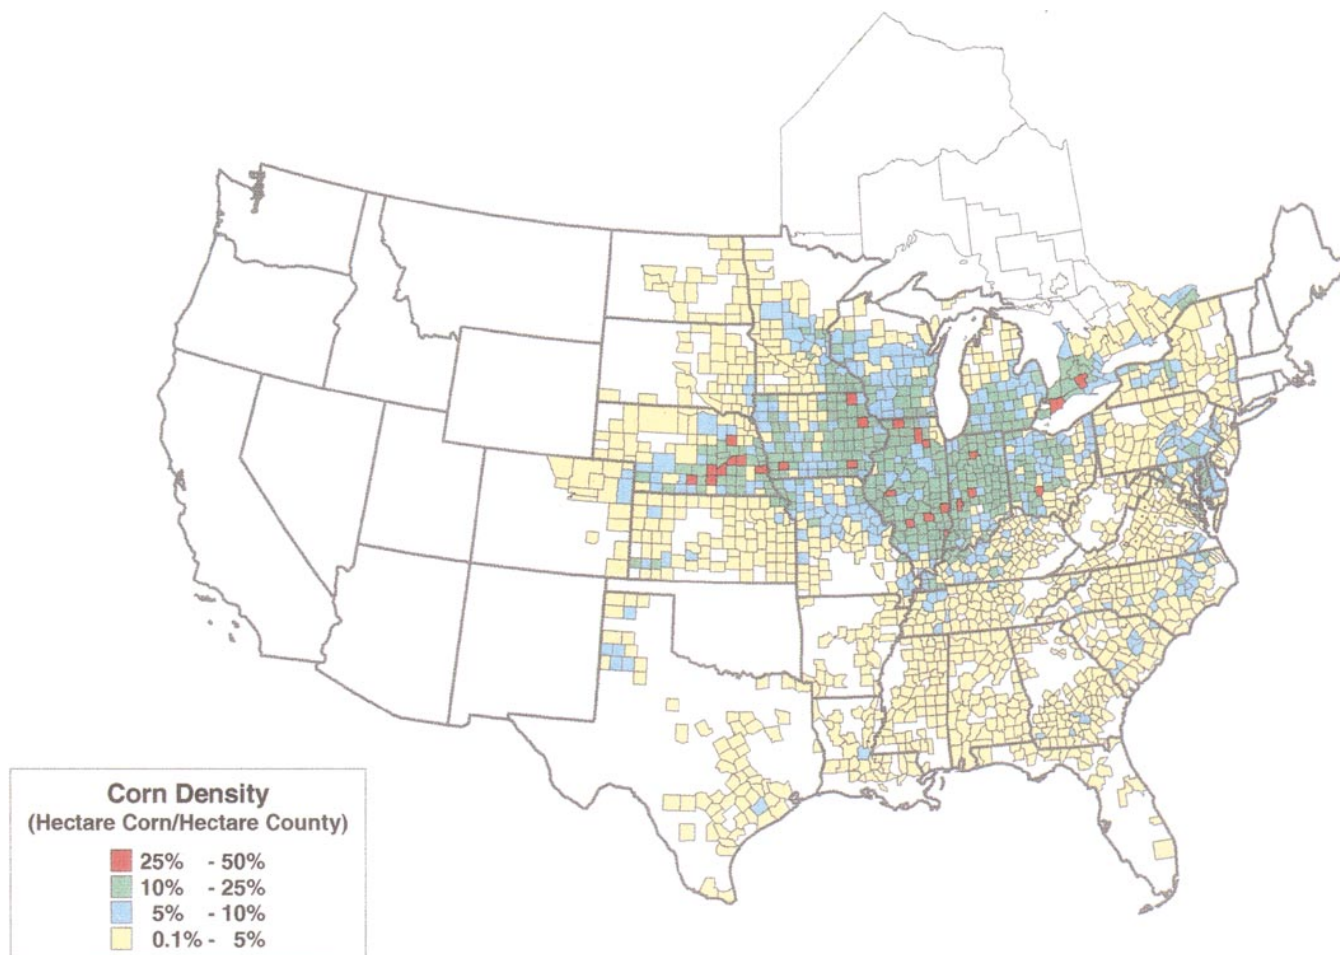 Corn Density
(Hectare Corn/Hectare County)
25% - 50%
10% - 25%
5% - 10%
0.1% - 5%